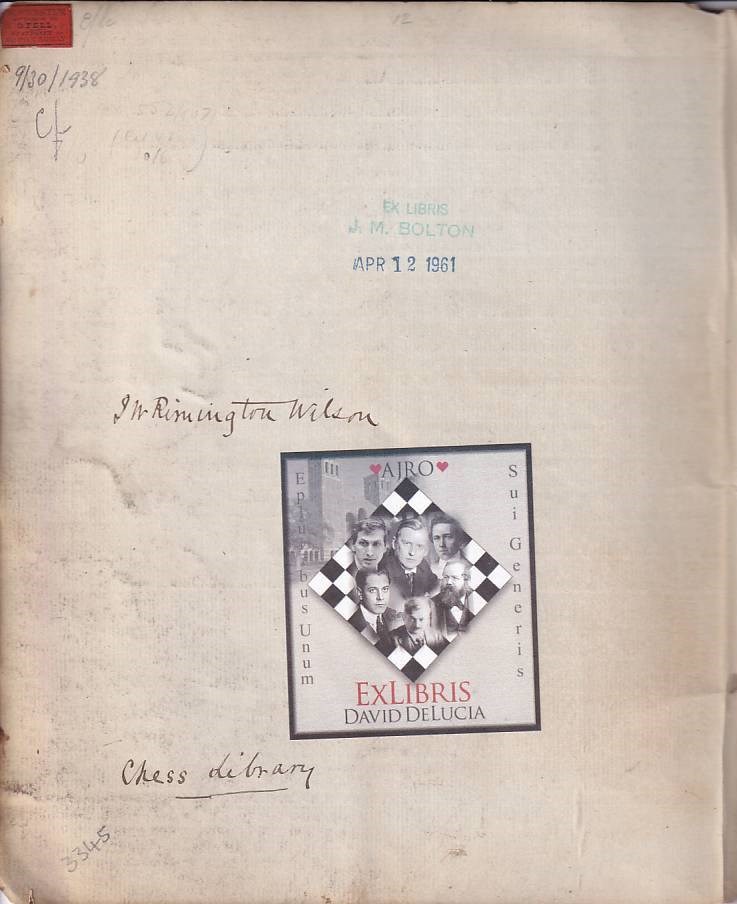 9/30/1938
EX LIBRIS
J. M. BOLTON
APR 12 1961
J W Rimington Wilson
AJRO
E pluribus Unum
Sui Generis
EXLIBRIS
DAVID DELUCIA
Chess Library
3345